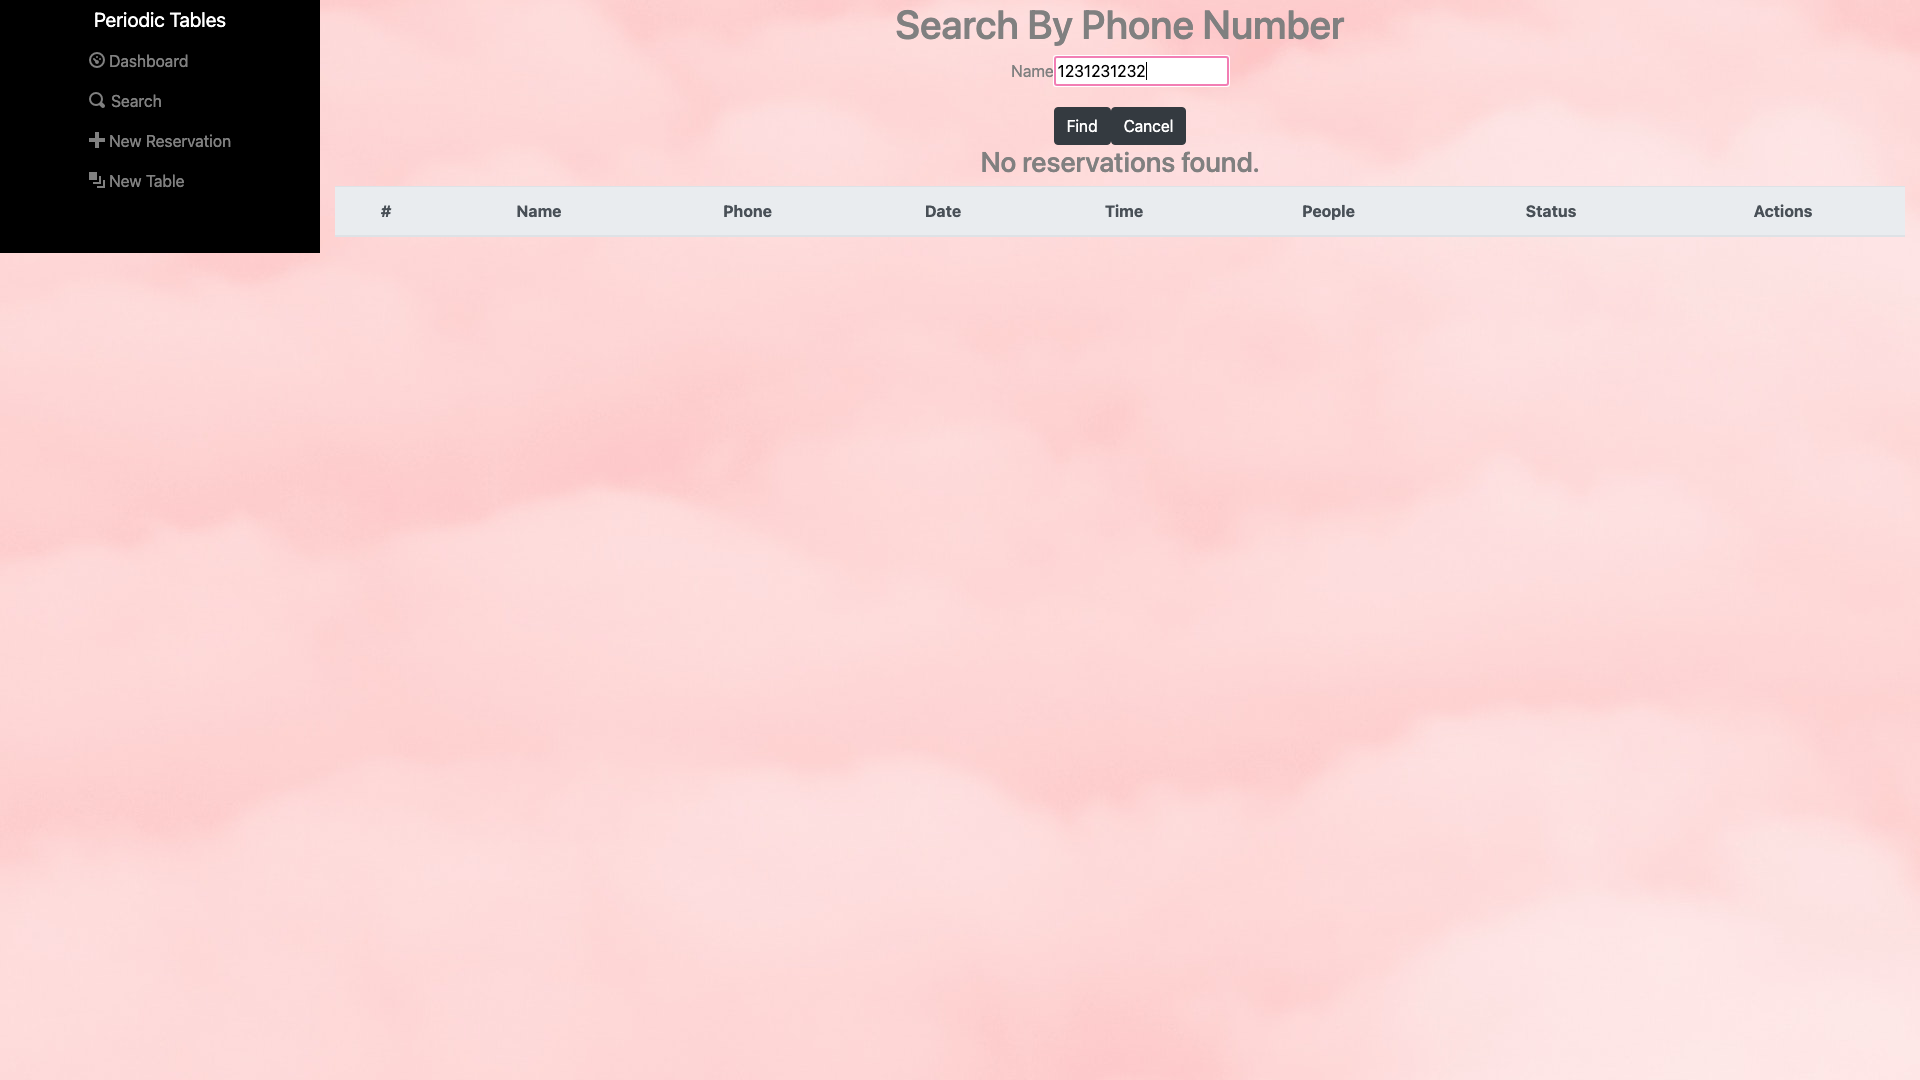 Periodic Tables
Dashboard
Search
New Reservation
New Table
Search By Phone Number
Name 1231231232
Find Cancel
No reservations found.
# Name Phone Date Time People Status Actions